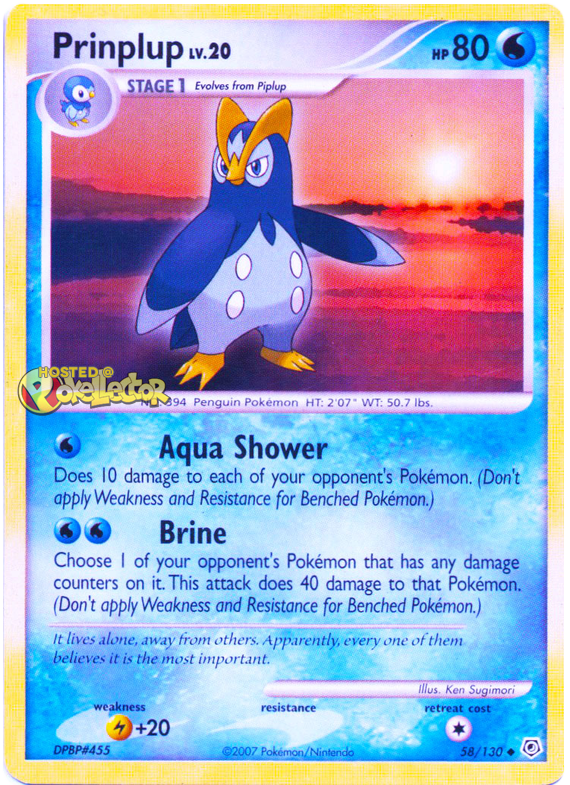 Prinplup LV.20
HP 80
STAGE 1 Evolves from Piplup
HOSTED @
Pokellector
394 Penguin Pokémon HT: 2'07" WT: 50.7 lbs.
Aqua Shower
Does 10 damage to each of your opponent's Pokémon. (Don't
apply Weakness and Resistance for Benched Pokémon.)
Brine
Choose 1 of your opponent's Pokémon that has any damage
counters on it. This attack does 40 damage to that Pokémon.
(Don't apply Weakness and Resistance for Benched Pokémon.)
It lives alone, away from others. Apparently, every one of them
believes it is the most important.
Illus. Ken Sugimori
weakness resistance retreat cost
+20
DPBP#455 ©2007 Pokémon/Nintendo 58/130